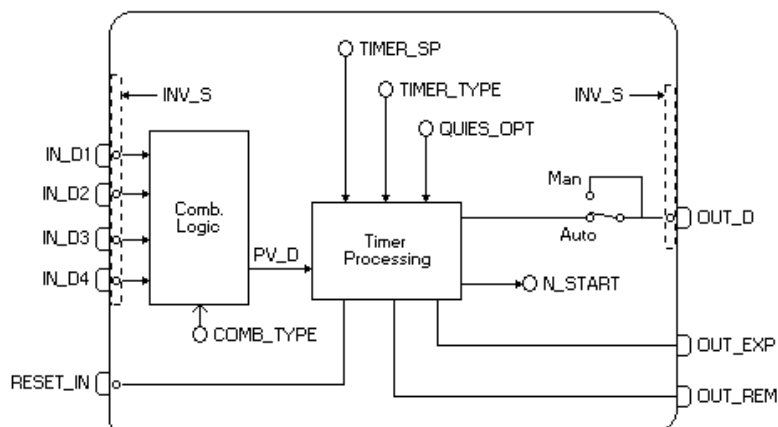 TIMER_SP
INV_S
TIMER_TYPE
INV_S
QUIES_OPT
IN_D1
IN_D2
IN_D3
IN_D4
Comb.
Logic
PV_D
Timer
Processing
Man
Auto
OUT_D
N_START
COMB_TYPE
OUT_EXP
RESET_IN
OUT_REM